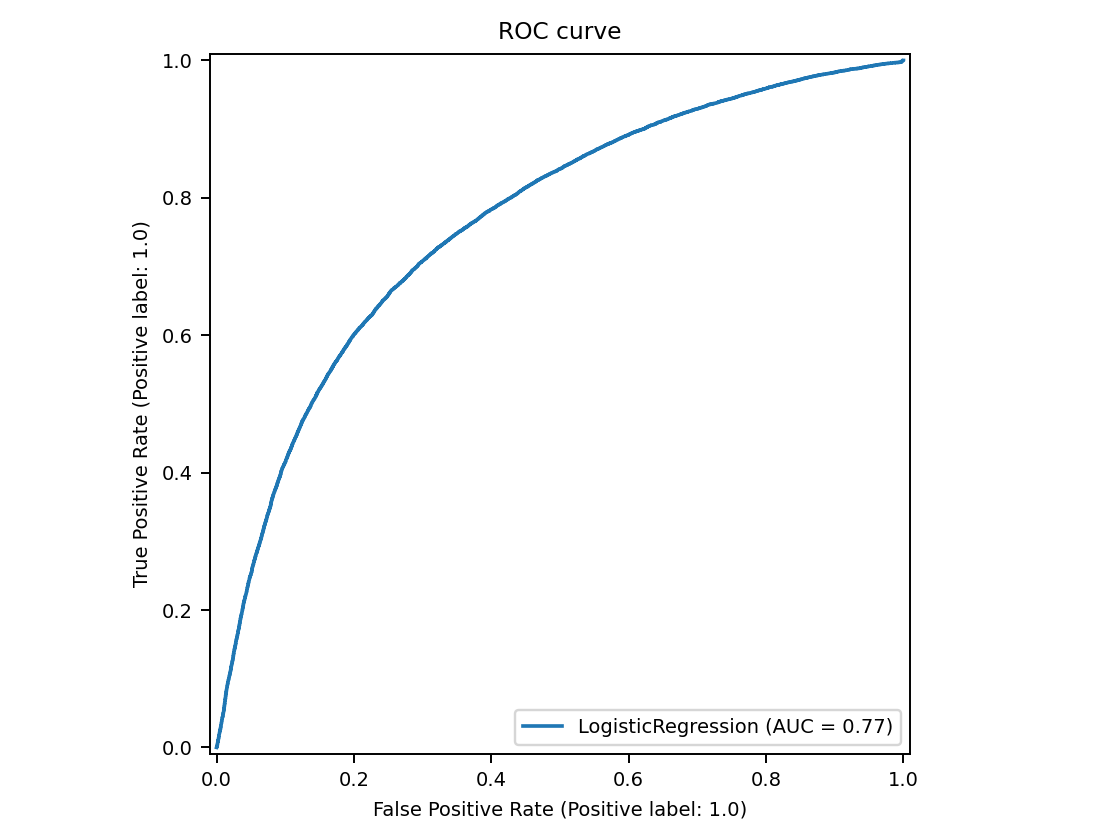 ROC curve
True Positive Rate (Positive label: 1.0)
1.0
0.8
0.6
0.4
0.2
0.0
LogisticRegression (AUC = 0.77)
0.0 0.2 0.4 0.6 0.8 1.0
False Positive Rate (Positive label: 1.0)